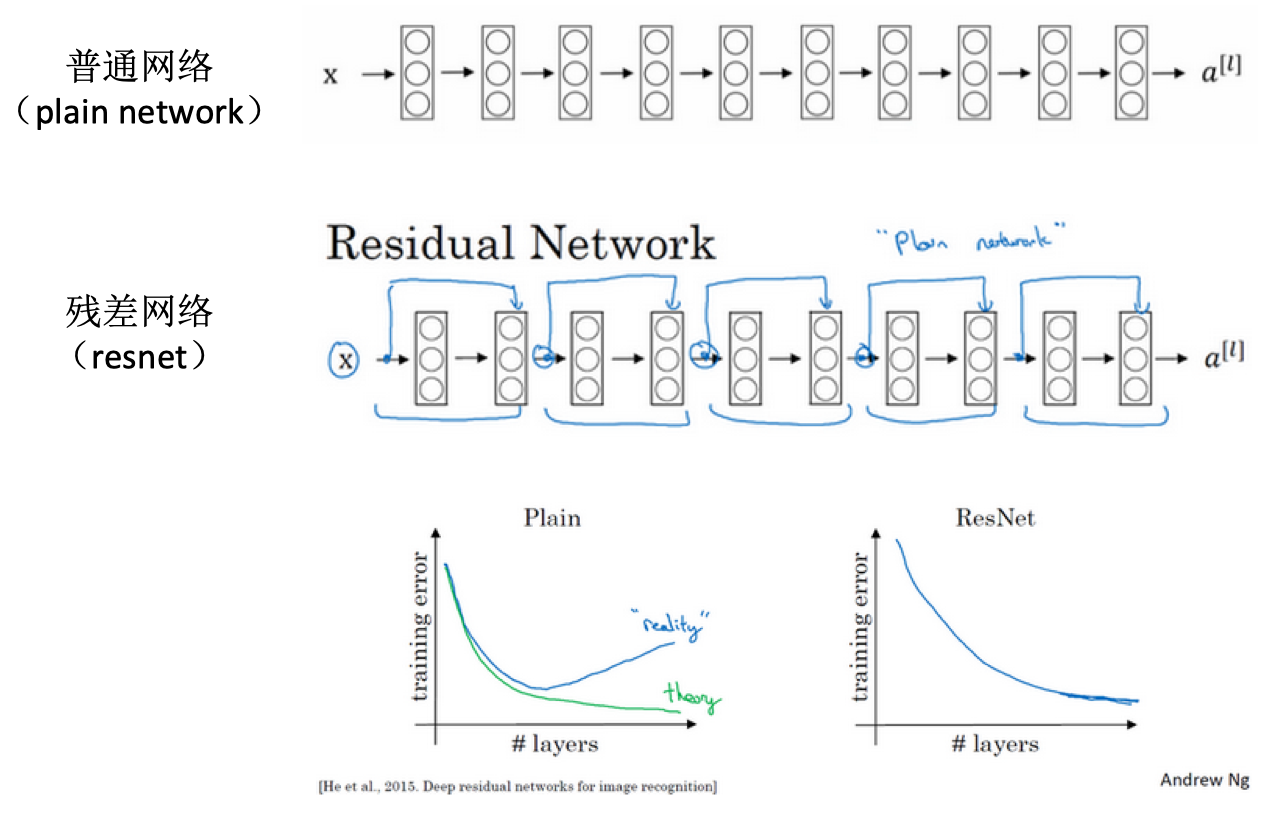 普通网络
（plain network）
x
a[l]
Residual Network
"Plain network"
残差网络
（resnet）
x
a[l]
Plain
training error
"reality"
theory
# layers
ResNet
training error
# layers
[He et al., 2015. Deep residual networks for image recognition]
Andrew Ng